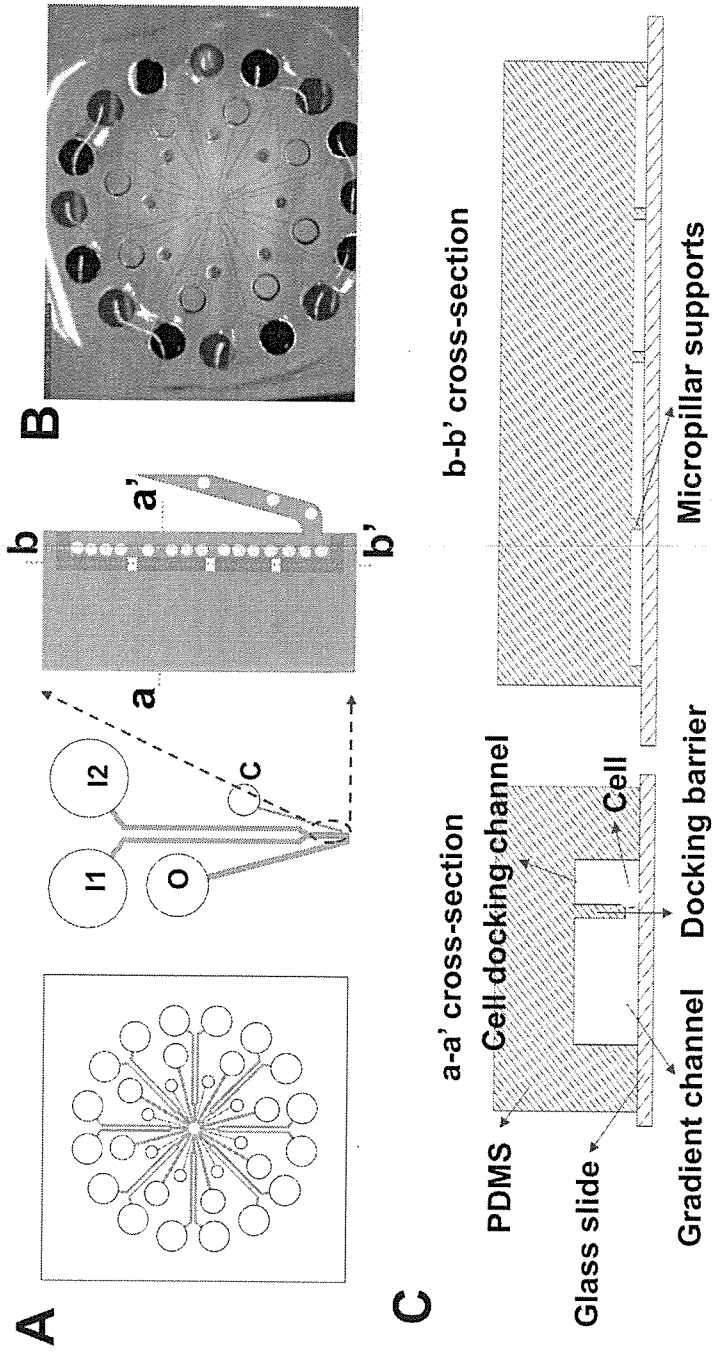 A
I1
I2
O
C
a
a'
b
b'
B
C
a-a' cross-section
b-b' cross-section
PDMS
Cell docking channel
Glass slide
Cell
Gradient channel
Docking barrier
Micropillar supports